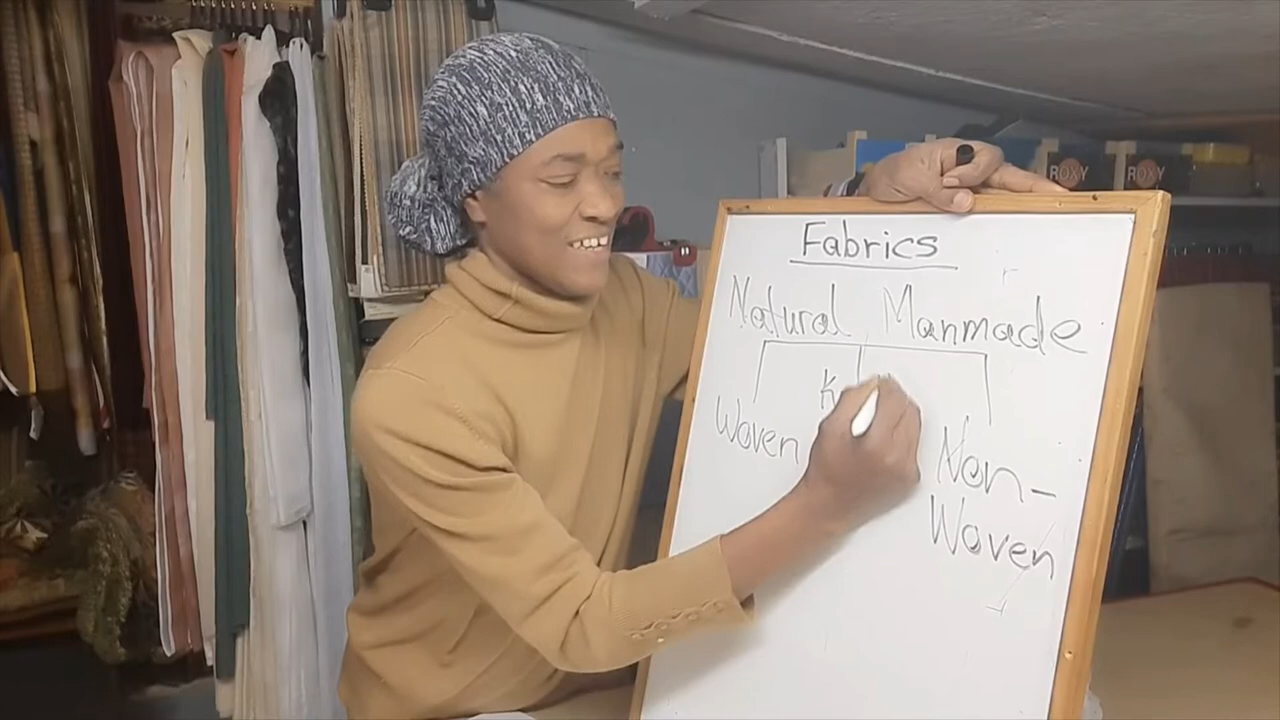 Fabrics
Natural Manmade
K
Woven
Non-
Woven
ROXY
ROXY